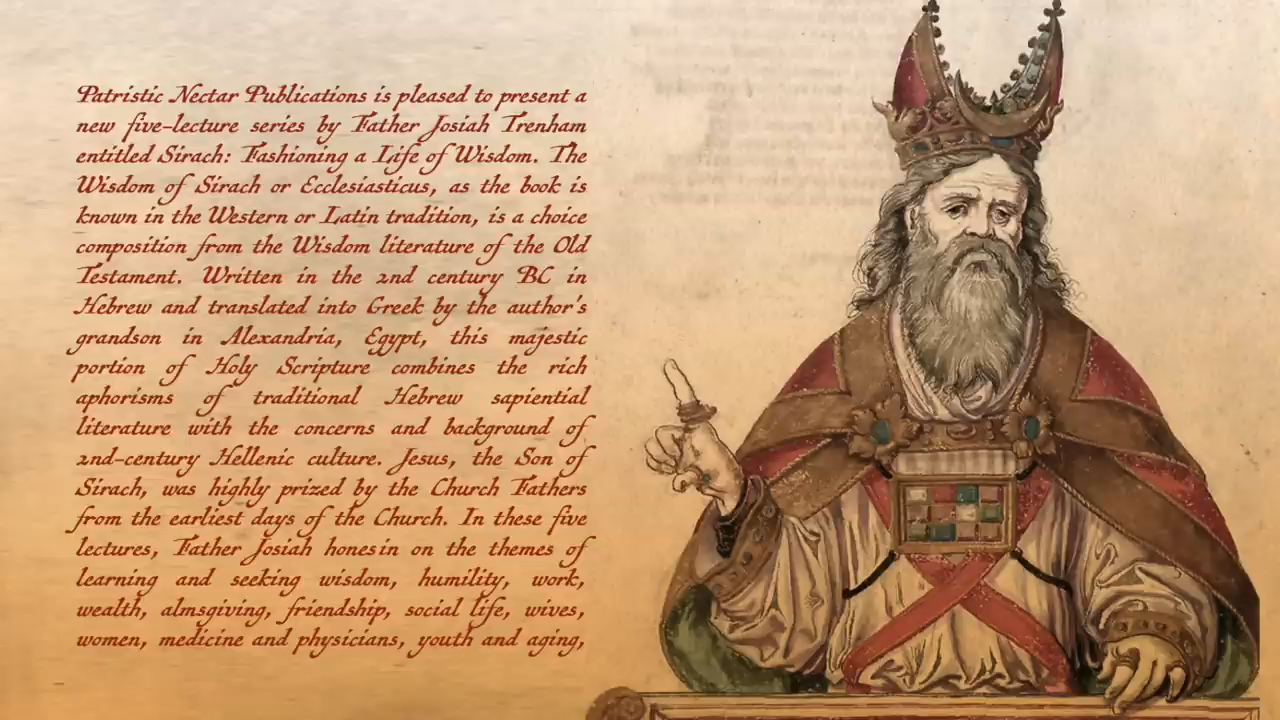 Patristic Nectar Publications is pleased to present a
new five-lecture series by Father Josiah Trenham
entitled Sirach: Fashioning a Life of Wisdom. The
Wisdom of Sirach or Ecclesiasticus, as the book is
known in the Western or Latin tradition, is a choice
composition from the Wisdom literature of the Old
Testament. Written in the 2nd century BC in
Hebrew and translated into Greek by the author's
grandson in Alexandria, Egypt, this majestic
portion of Holy Scripture combines the rich
aphorisms of traditional Hebrew sapiential
literature with the concerns and background of
2nd-century Hellenic culture. Jesus, the Son of
Sirach, was highly prized by the Church Fathers
from the earliest days of the Church. In these five
lectures, Father Josiah honesin on the themes of
learning and seeking wisdom, humility, work,
wealth, almsgiving, friendship, social life, wives,
women, medicine and physicians, youth and aging,